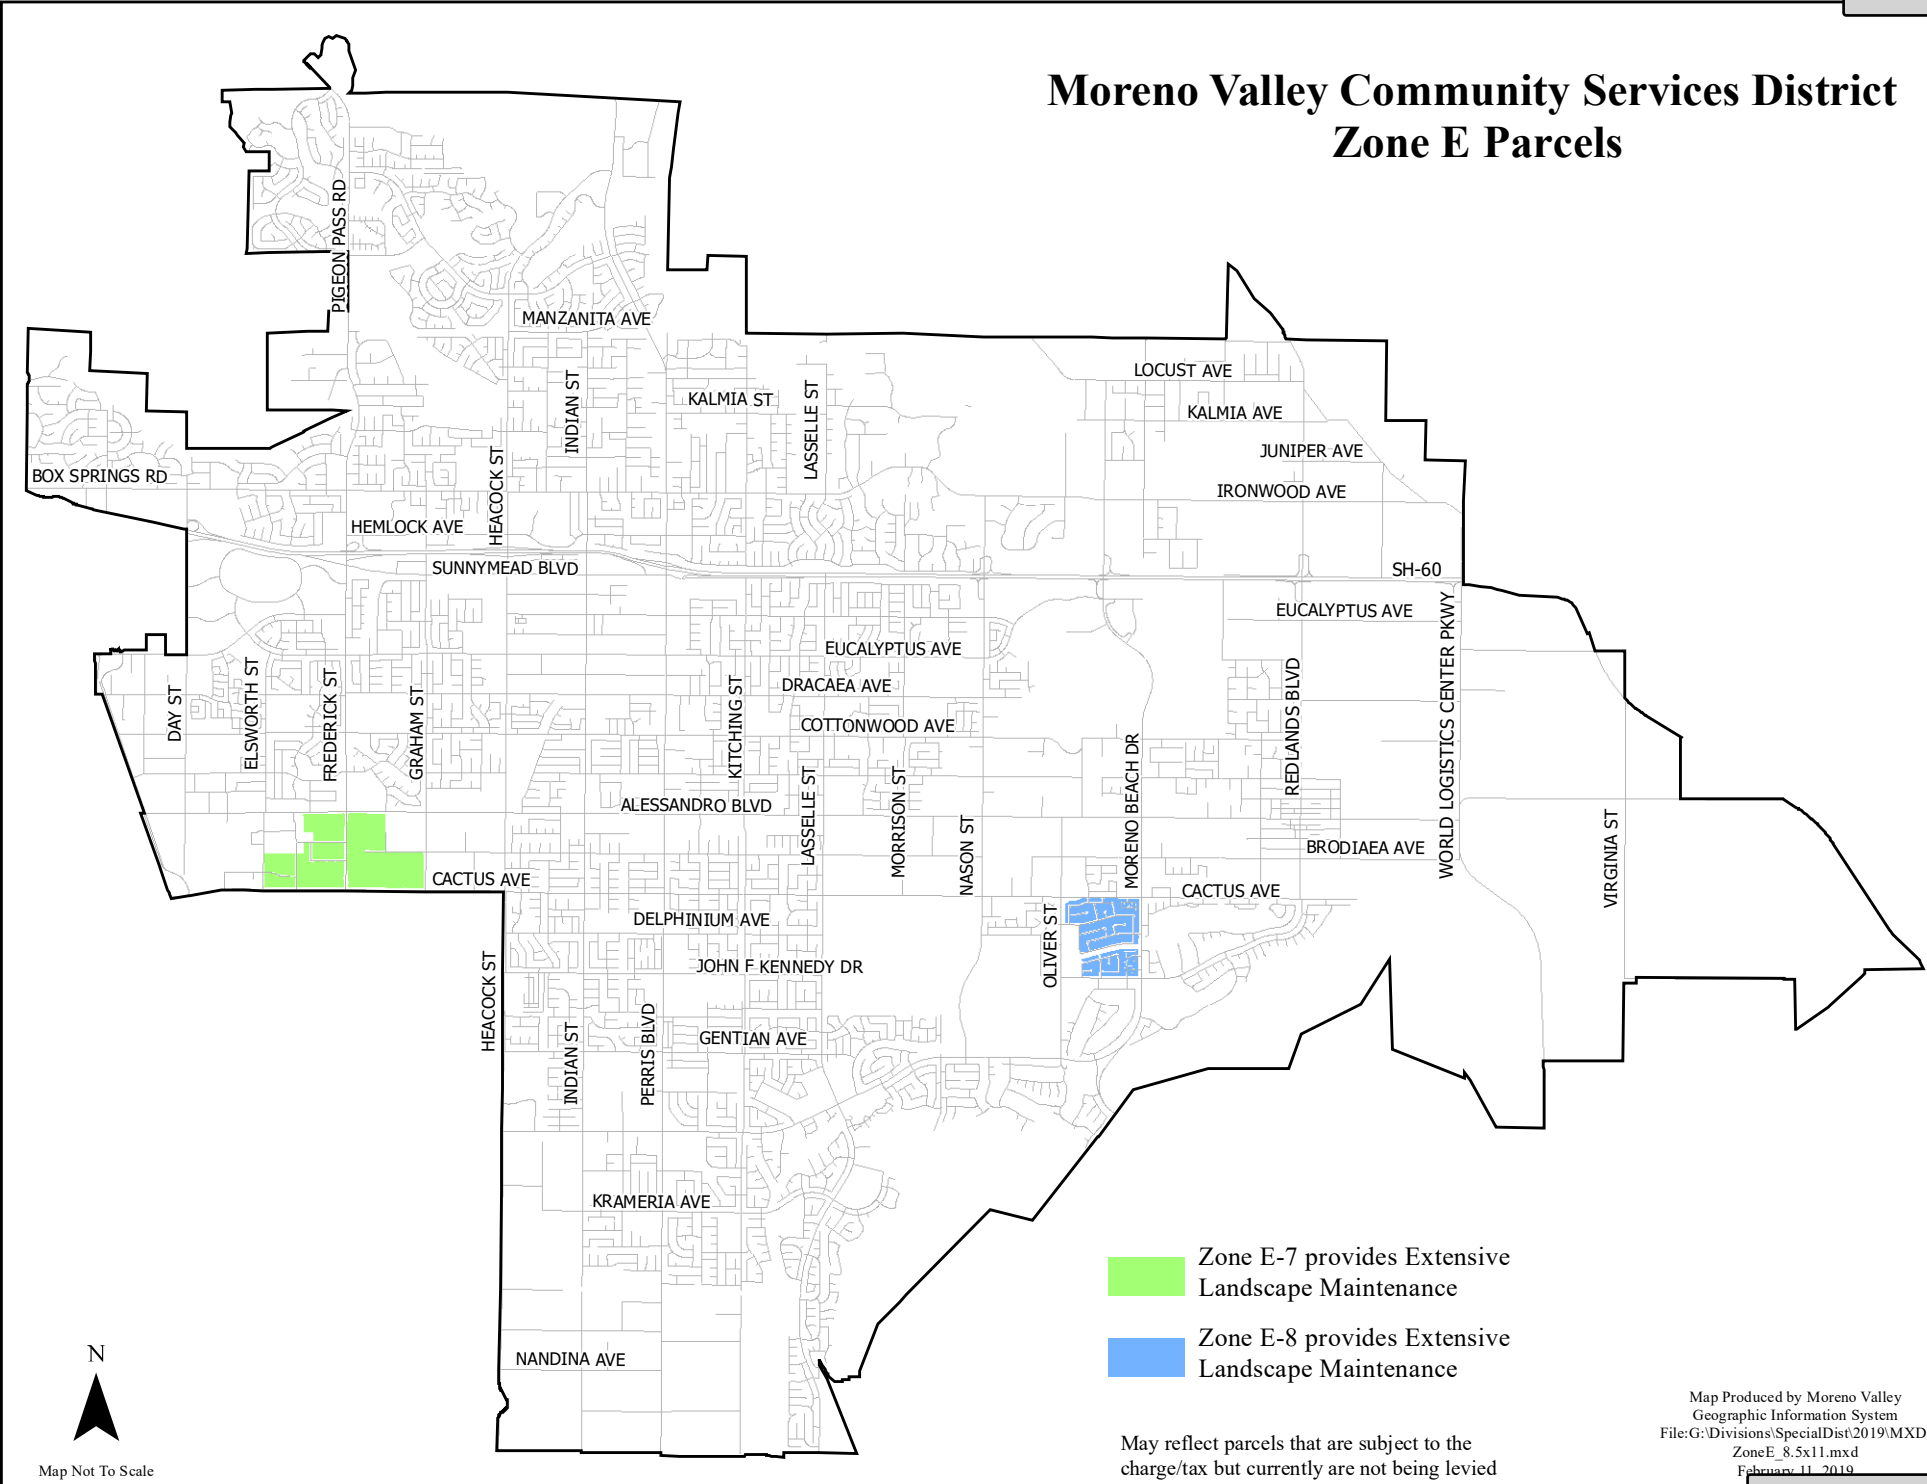 Moreno Valley Community Services District
Zone E Parcels
PIGEON PASS RD
MANZANITA AVE
LOCUST AVE
KALMIA ST
KALMIA AVE
INDIAN ST
LASSELLE ST
JUNIPER AVE
BOX SPRINGS RD
HEACOCK ST
IRONWOOD AVE
HEMLOCK AVE
SUNNYMEAD BLVD
SH-60
EUCALYPTUS AVE
EUCALYPTUS AVE
DAY ST
ELSWORTH ST
FREDERICK ST
GRAHAM ST
KITCHING ST
DRACAEA AVE
COTTONWOOD AVE
REDLANDS BLVD
WORLD LOGISTICS CENTER PKWY
MORENO BEACH DR
ALESSANDRO BLVD
LASSELLE ST
MORRISON ST
NASON ST
BRODIAEA AVE
VIRGINIA ST
CACTUS AVE
CACTUS AVE
DELPHINIUM AVE
OLIVER ST
JOHN F KENNEDY DR
HEACOCK ST
INDIAN ST
PERRIS BLVD
GENTIAN AVE
KRAMERIA AVE
NANDINA AVE
Zone E-7 provides Extensive
Landscape Maintenance
Zone E-8 provides Extensive
Landscape Maintenance
May reflect parcels that are subject to the
charge/tax but currently are not being levied
N
Map Not To Scale
Map Produced by Moreno Valley
Geographic Information System
File:G:\Divisions\SpecialDist\2019\MXD
ZoneE_8.5x11.mxd
February 11, 2019